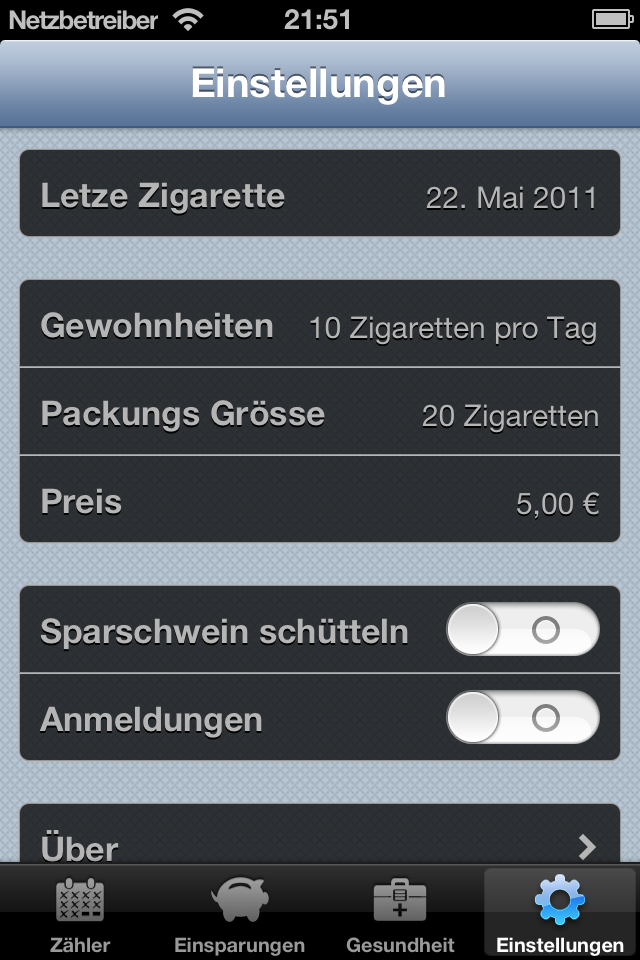 Netzbetreiber 21:51
Einstellungen
Letze Zigarette 22. Mai 2011
Gewohnheiten 10 Zigaretten pro Tag
Packungs Grösse 20 Zigaretten
Preis 5,00 €
Sparschwein schütteln
Anmeldungen
Über
Zähler Einsparungen Gesundheit Einstellungen